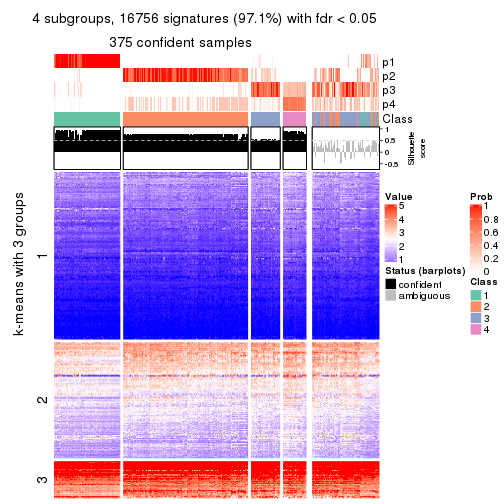 4 subgroups, 16756 signatures (97.1%) with fdr < 0.05
375 confident samples
p1
p2
p3
p4
Class
1
0.5
0
-0.5
Silhouette
score
k-means with 3 groups
1
2
3
Value
5
4
3
2
1
Status (barplots)
confident
ambiguous
Prob
1
0.8
0.6
0.4
0.2
0
Class
1
2
3
4